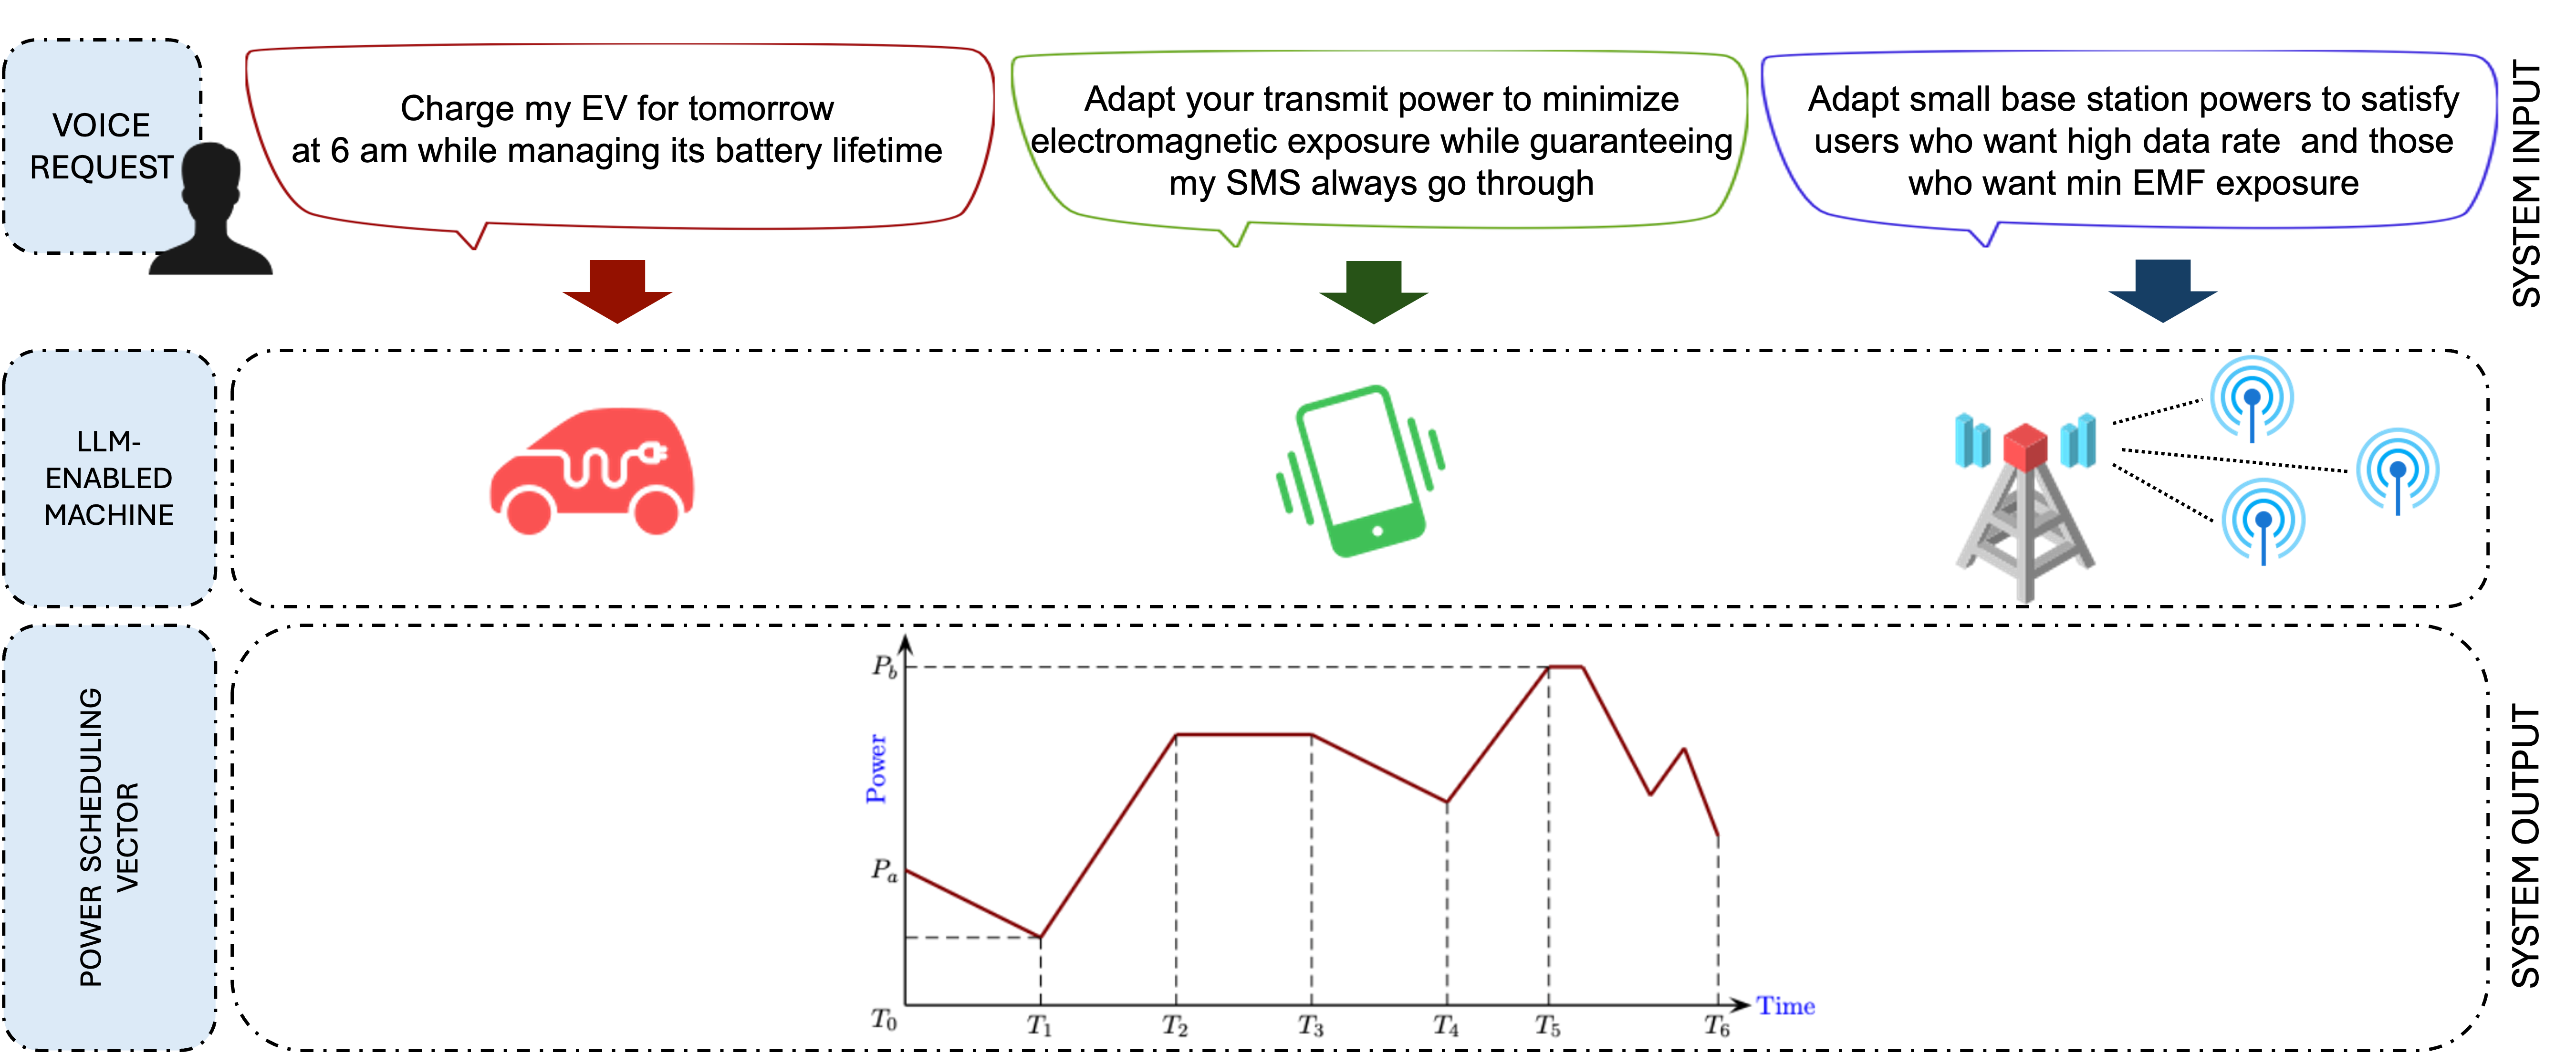 VOICE
REQUEST
Charge my EV for tomorrow
at 6 am while managing its battery lifetime
Adapt your transmit power to minimize
electromagnetic exposure while guaranteeing
my SMS always go through
Adapt small base station powers to satisfy
users who want high data rate and those
who want min EMF exposure
SYSTEM INPUT
LLM-
ENABLED
MACHINE
POWER SCHEDULING
VECTOR
P_b
Power
P_a
T_0
T_1
T_2
T_3
T_4
T_5
T_6
Time
SYSTEM OUTPUT